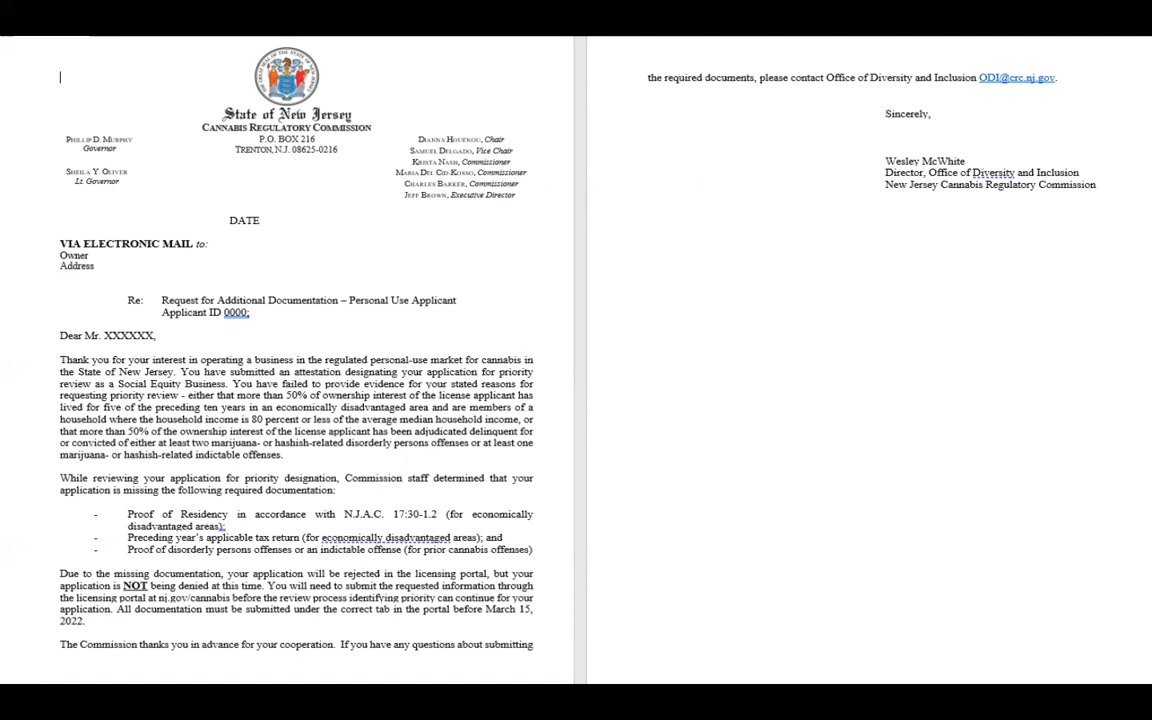 State of New Jersey
CANNABIS REGULATORY COMMISSION
P.O. BOX 216
TRENTON, N.J. 08625-0216
PHILLIP D. MURPHY
Governor
SHEILA Y. OLIVER
Lt. Governor
DIANNA HOUENOU, Chair
SAMUEL DELGADO, Vice Chair
KRISTA NASH, Commissioner
MARIA DEL CID-KOSSO, Commissioner
CHARLES BARKER, Commissioner
JEFF BROWN, Executive Director
DATE
VIA ELECTRONIC MAIL to:
Owner
Address
Re: Request for Additional Documentation – Personal Use Applicant
Applicant ID 0000;
Dear Mr. XXXXXX,
Thank you for your interest in operating a business in the regulated personal-use market for cannabis in
the State of New Jersey. You have submitted an attestation designating your application for priority
review as a Social Equity Business. You have failed to provide evidence for your stated reasons for
requesting priority review - either that more than 50% of ownership interest of the license applicant has
lived for five of the preceding ten years in an economically disadvantaged area and are members of a
household where the household income is 80 percent or less of the average median household income, or
that more than 50% of the ownership interest of the license applicant has been adjudicated delinquent for
or convicted of either at least two marijuana- or hashish-related disorderly persons offenses or at least one
marijuana- or hashish-related indictable offenses.
While reviewing your application for priority designation, Commission staff determined that your
application is missing the following required documentation:
- Proof of Residency in accordance with N.J.A.C. 17:30-1.2 (for economically
disadvantaged areas);
- Preceding year's applicable tax return (for economically disadvantaged areas); and
- Proof of disorderly persons offenses or an indictable offense (for prior cannabis offenses)
Due to the missing documentation, your application will be rejected in the licensing portal, but your
application is NOT being denied at this time. You will need to submit the requested information through
the licensing portal at nj.gov/cannabis before the review process identifying priority can continue for your
application. All documentation must be submitted under the correct tab in the portal before March 15,
2022.
The Commission thanks you in advance for your cooperation. If you have any questions about submitting
the required documents, please contact Office of Diversity and Inclusion ODI@crc.nj.gov.
Sincerely,
Wesley McWhite
Director, Office of Diversity and Inclusion
New Jersey Cannabis Regulatory Commission